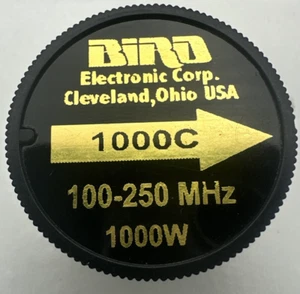 BIRD
Electronic Corp.
Cleveland,Ohio USA
1000C
100-250 MHz
1000W